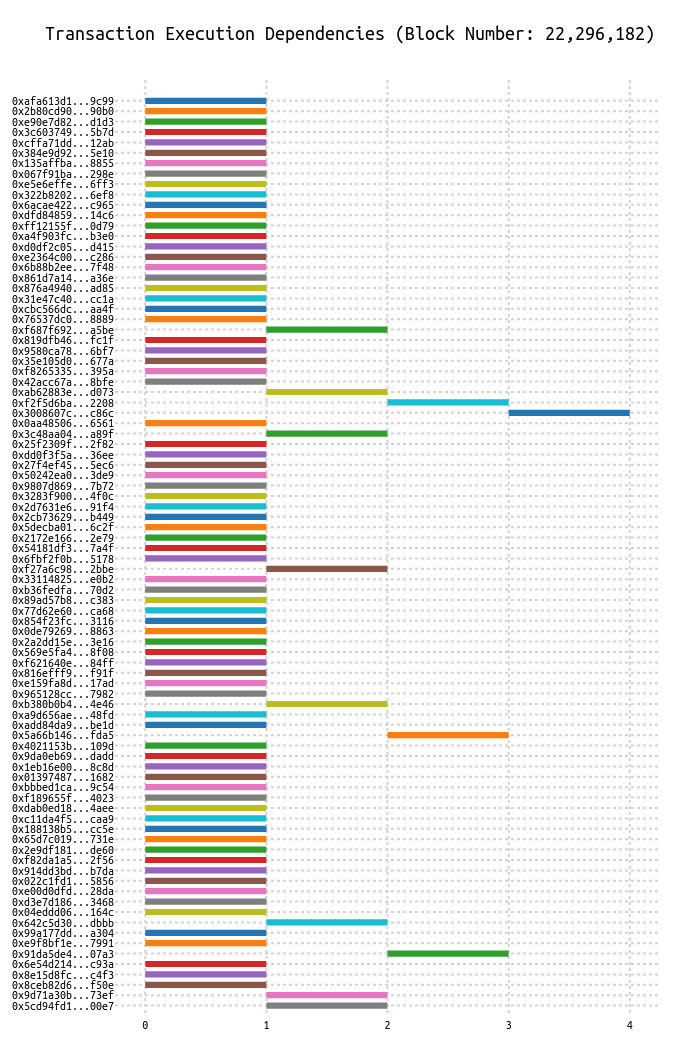 Transaction Execution Dependencies (Block Number: 22,296,182)
0xafa613d1...9c99
0x2b80cd90...90b0
0xe90e7d82...d1d3
0x3c603749...5b7d
0xcffa71dd...12ab
0x384e9d92...5e10
0x135affba...8855
0x067f91ba...298e
0xe5e6effe...6ff3
0x322b8202...6ef8
0x6acae422...c965
0xdfd84859...14c6
0xff12155f...0d79
0xa4f903fc...b3e0
0xd0df2c05...d415
0xe2364c00...c286
0x6b88b2ee...7f48
0x861d7a14...a36e
0x876a4940...ad85
0x31e47c40...cc1a
0xcbc566dc...aa4f
0x76537dc0...8889
0xf687f692...a5be
0x819dfb46...fc1f
0x9580ca78...6bf7
0x35e105d0...677a
0xf8265335...395a
0x42acc67a...8bfe
0xab62883e...d073
0xf2f5d6ba...2208
0x3008607c...c86c
0x0aa48506...6561
0x3c48aa04...a89f
0x25f2309f...2f82
0xdd0f3f5a...36ee
0x27f4ef45...5ec6
0x50242ea0...3de9
0x9807d869...7b72
0x3283f900...4f0c
0x2d7631e6...91f4
0x2cb73629...b449
0x5decba01...6c2f
0x2172e166...2e79
0x54181df3...7a4f
0x6fbf2f0b...5178
0xf27a6c98...2bbe
0x33114825...e0b2
0xb36fedfa...70d2
0x89ad57b8...c383
0x77d62e60...ca68
0x854f23fc...3116
0x0de79269...8863
0x2a2dd15e...3e16
0x569e5fa4...8f08
0xf621640e...84ff
0x816efff9...f91f
0xe159fa8d...17ad
0x965128cc...7982
0xb380b0b4...4e46
0xa9d656ae...48fd
0xadd84da9...be1d
0x5a66b146...fda5
0x4021153b...109d
0x9da0eb69...dadd
0x1eb16e00...8c8d
0x01397487...1682
0xbbbed1ca...9c54
0xf189655f...4023
0xdab0ed18...4aee
0xc11da4f5...caa9
0x188138b5...cc5e
0x65d7c019...731e
0x2e9df181...de60
0xf82da1a5...2f56
0x914dd3bd...b7da
0x022c1fd1...5856
0xe00d0dfd...28da
0xd3e7d186...3468
0x04eddd06...164c
0x642c5d30...dbbb
0x99a177dd...a304
0xe9f8bf1e...7991
0x91da5de4...07a3
0x6e54d214...c93a
0x8e15d8fc...c4f3
0x8ceb82d6...f50e
0x9d71a30b...73ef
0x5cd94fd1...00e7
0 1 2 3 4